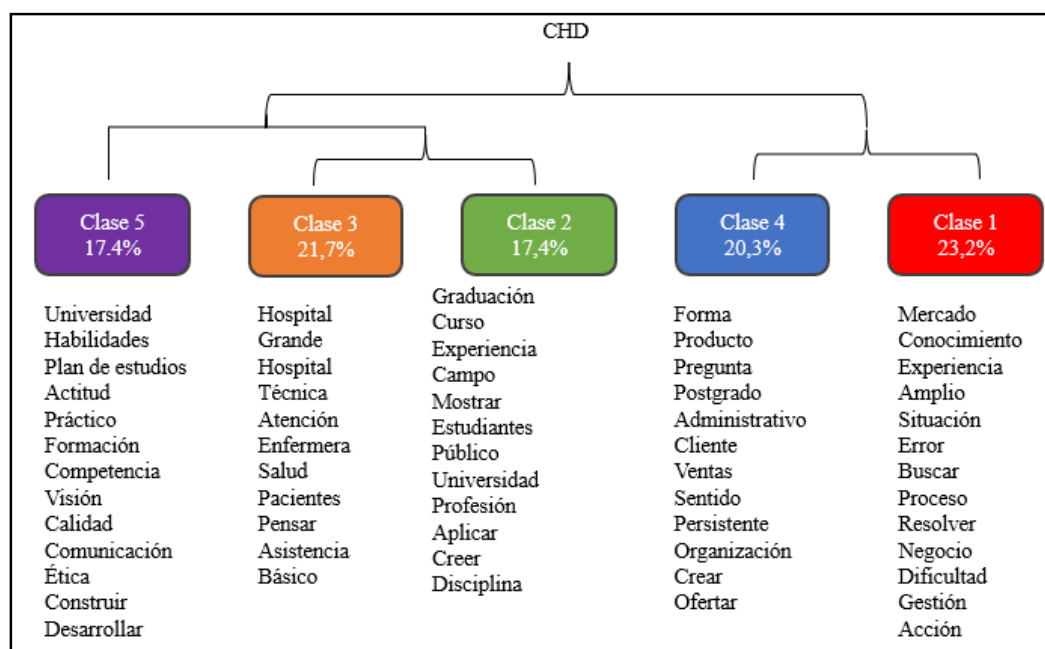 CHD
Clase 5
17.4%
Universidad
Habilidades
Plan de estudios
Actitud
Práctico
Formación
Competencia
Visión
Calidad
Comunicación
Ética
Construir
Desarrollar
Clase 3
21,7%
Hospital
Grande
Hospital
Técnica
Atención
Enfermera
Salud
Pacientes
Pensar
Asistencia
Básico
Clase 2
17,4%
Graduación
Curso
Experiencia
Campo
Mostrar
Estudiantes
Público
Universidad
Profesión
Aplicar
Creer
Disciplina
Clase 4
20,3%
Forma
Producto
Pregunta
Postgrado
Administrativo
Cliente
Ventas
Sentido
Persistente
Organización
Crear
Ofertar
Clase 1
23,2%
Mercado
Conocimiento
Experiencia
Amplio
Situación
Error
Buscar
Proceso
Resolver
Negocio
Dificultad
Gestión
Acción